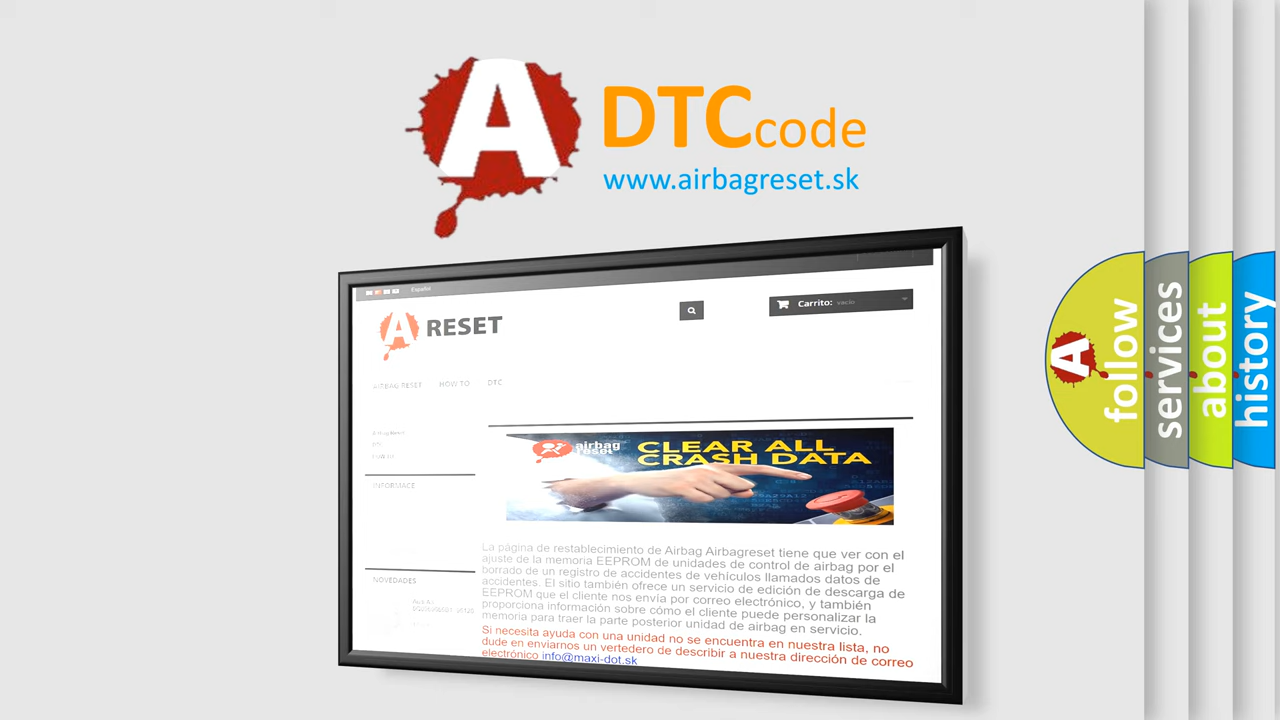 A
DTCcode
www.airbagreset.sk
Español
A RESET
Carrito: vacío
AIRBAG RESET HOW TO DTC
INFORMACE
airbag
reset
CLEAR ALL
CRASH DATA
La página de restablecimiento de Airbag Airbagreset tiene que ver con el
ajuste de la memoria EEPROM de unidades de control de airbag por el
borrado de un registro de accidentes de vehículos llamados datos de
accidentes. El sitio también ofrece un servicio de edición de descarga de
EEPROM que el cliente nos envía por correo electrónico, y también
proporciona información sobre cómo el cliente puede personalizar la
memoria para traer la parte posterior unidad de airbag en servicio.
Si necesita ayuda con una unidad no se encuentra en nuestra lista, no
dude en enviarnos un vertedero de describir a nuestra dirección de correo
electrónico info@maxi-dot.sk
NOVEDADES
A
follow
services
about
history